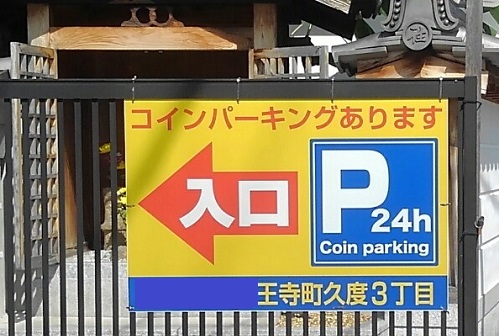 コインパーキングあります
入口
P 24h
Coin parking
王寺町久度3丁目